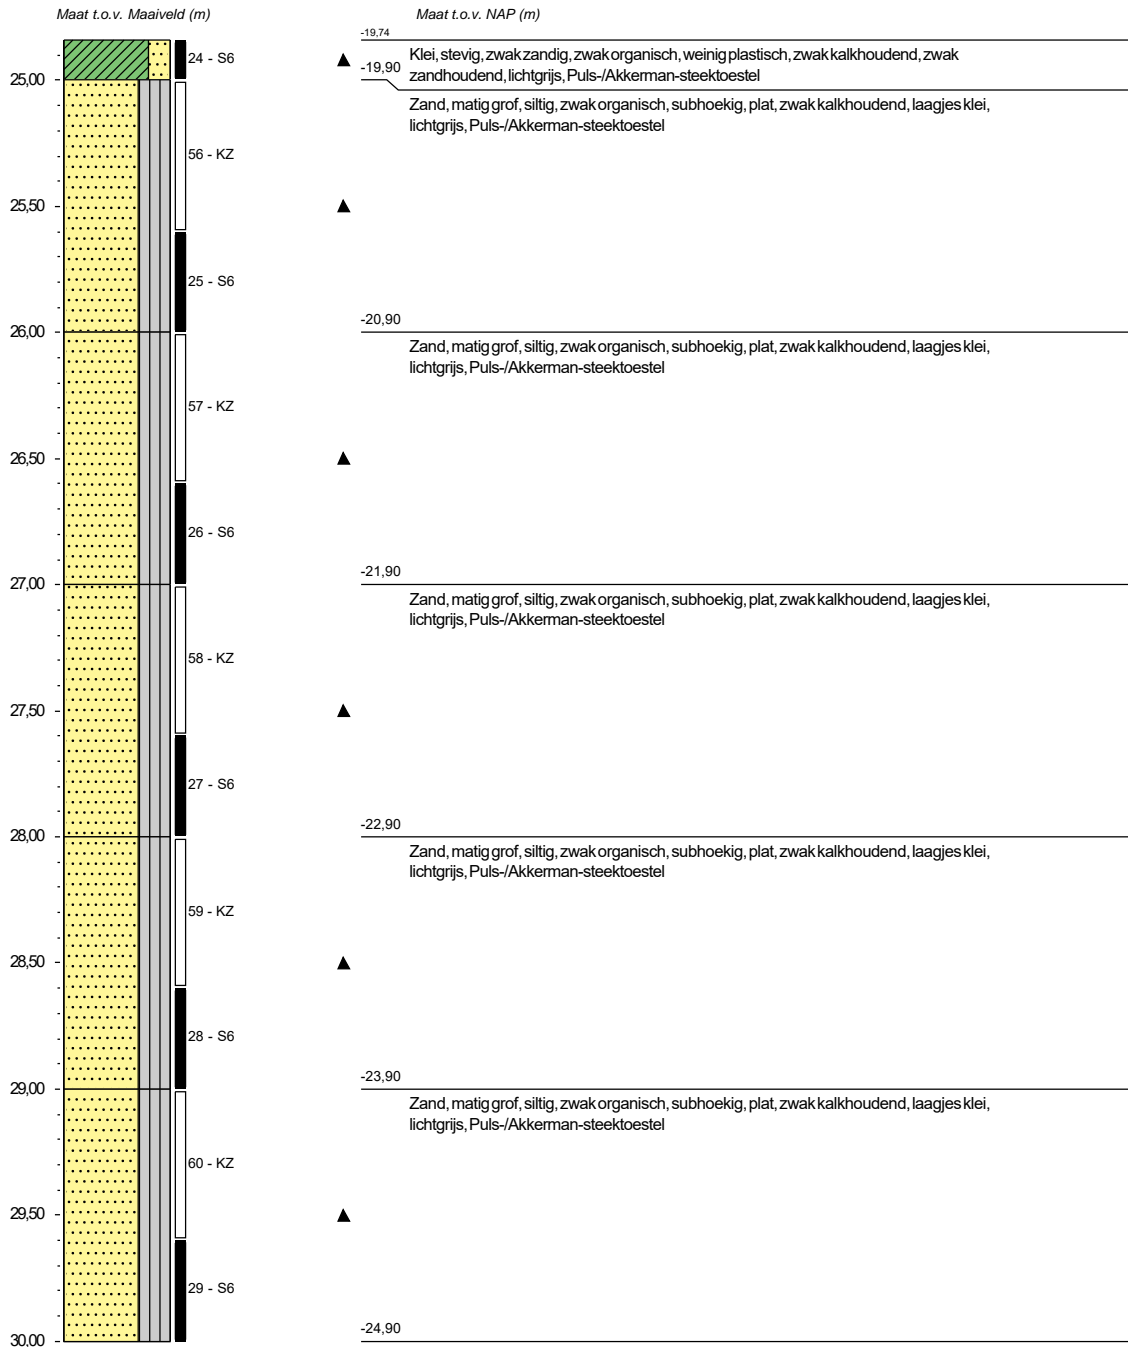 Maat t.o.v. Maaiveld (m)
Maat t.o.v. NAP (m)
-19,74
24 - S6
Klei, stevig, zwak zandig, zwak organisch, weinig plastisch, zwak kalkhoudend, zwak
zandhoudend, lichtgrijs, Puls-/Akkerman-steektoestel
-19,90
25,00
Zand, matig grof, siltig, zwak organisch, subhoekig, plat, zwak kalkhoudend, laagjes klei,
lichtgrijs, Puls-/Akkerman-steektoestel
56 - KZ
25,50
25 - S6
-20,90
26,00
Zand, matig grof, siltig, zwak organisch, subhoekig, plat, zwak kalkhoudend, laagjes klei,
lichtgrijs, Puls-/Akkerman-steektoestel
57 - KZ
26,50
26 - S6
-21,90
27,00
Zand, matig grof, siltig, zwak organisch, subhoekig, plat, zwak kalkhoudend, laagjes klei,
lichtgrijs, Puls-/Akkerman-steektoestel
58 - KZ
27,50
27 - S6
-22,90
28,00
Zand, matig grof, siltig, zwak organisch, subhoekig, plat, zwak kalkhoudend, laagjes klei,
lichtgrijs, Puls-/Akkerman-steektoestel
59 - KZ
28,50
28 - S6
-23,90
29,00
Zand, matig grof, siltig, zwak organisch, subhoekig, plat, zwak kalkhoudend, laagjes klei,
lichtgrijs, Puls-/Akkerman-steektoestel
60 - KZ
29,50
29 - S6
-24,90
30,00